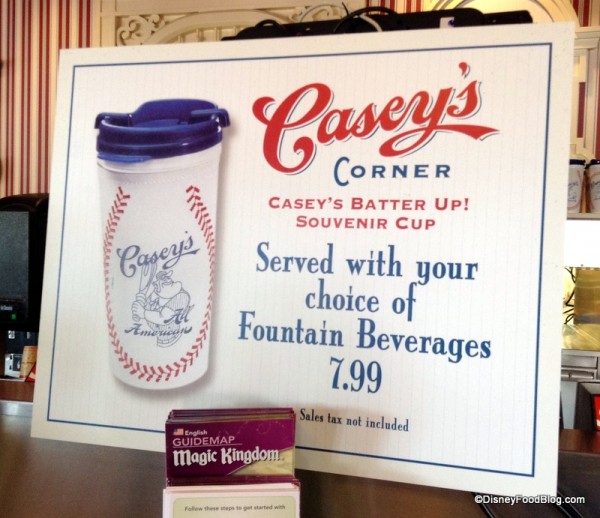 Casey's
CORNER
CASEY'S BATTER UP!
SOUVENIR CUP
Served with your
choice of
Fountain Beverages
7.99
Sales tax not included
Casey's
All
American
English
GUIDEMAP
Magic Kingdom
Follow these steps to get started with
©DisneyFoodBlog.com